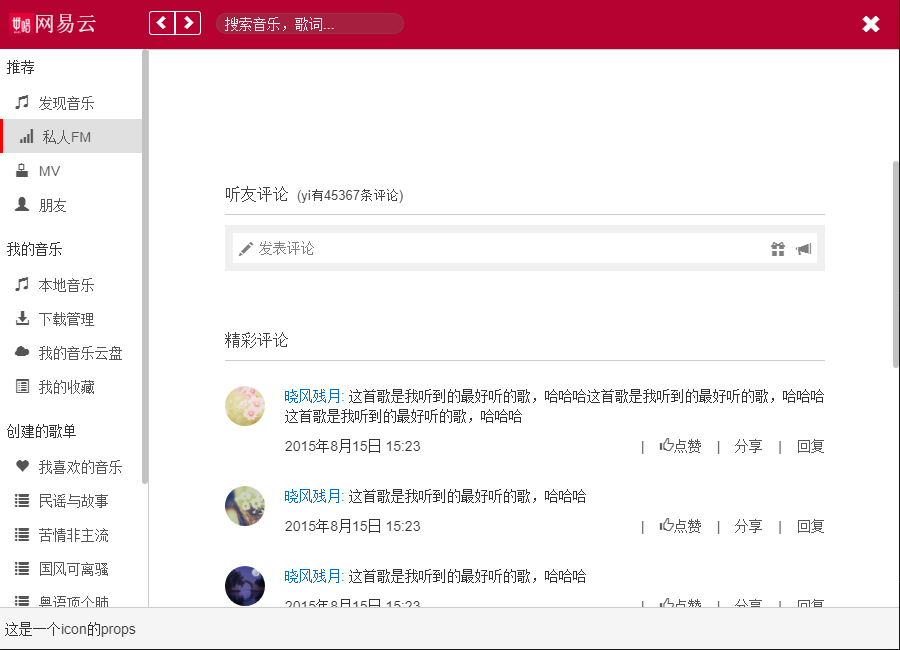 网易云
搜索音乐，歌词...
推荐
发现音乐
私人FM
MV
朋友
我的音乐
本地音乐
下载管理
我的音乐云盘
我的收藏
创建的歌单
我喜欢的音乐
民谣与故事
苦情非主流
国风可离骚
粤语顶个肺
听友评论 (yi有45367条评论)
发表评论
精彩评论
晓风残月: 这首歌是我听到的最好听的歌，哈哈哈这首歌是我听到的最好听的歌，哈哈哈
这首歌是我听到的最好听的歌，哈哈哈
2015年8月15日 15:23 | 点赞 | 分享 | 回复
晓风残月: 这首歌是我听到的最好听的歌，哈哈哈
2015年8月15日 15:23 | 点赞 | 分享 | 回复
晓风残月: 这首歌是我听到的最好听的歌，哈哈哈
2015年8月15日 15:23 | 点赞 | 分享 | 回复
这是一个icon的props